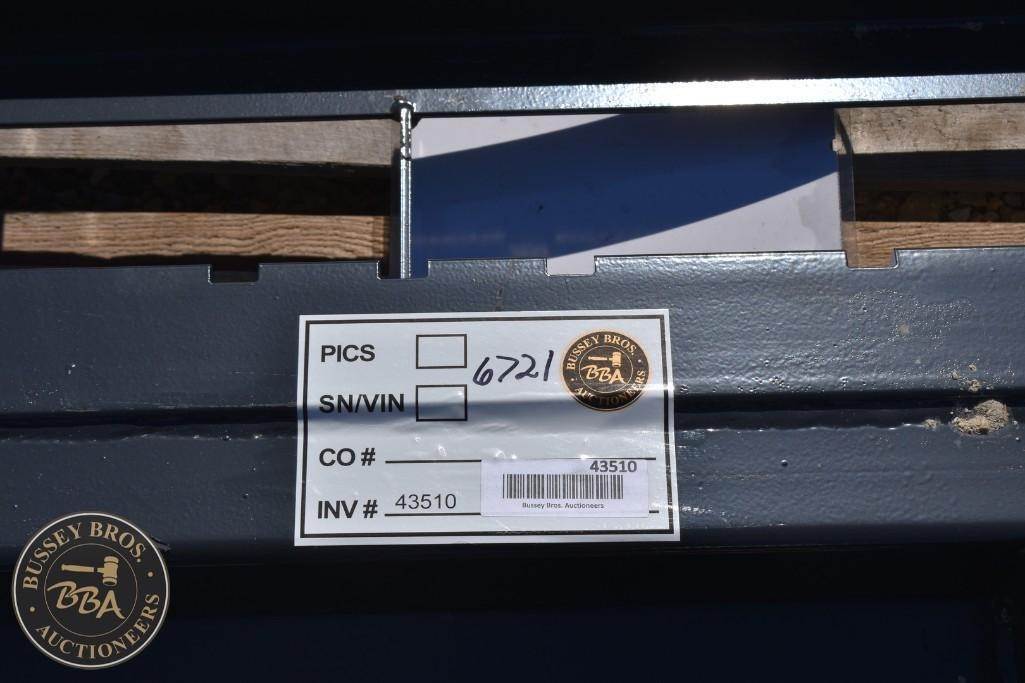 PICS
6721
BUSSEY BROS.
BBA
AUCTIONEERS
SN/VIN
CO #
43510
INV # 43510
Bussey Bros. Auctioneers
BUSSEY BROS.
BBA
AUCTIONEERS